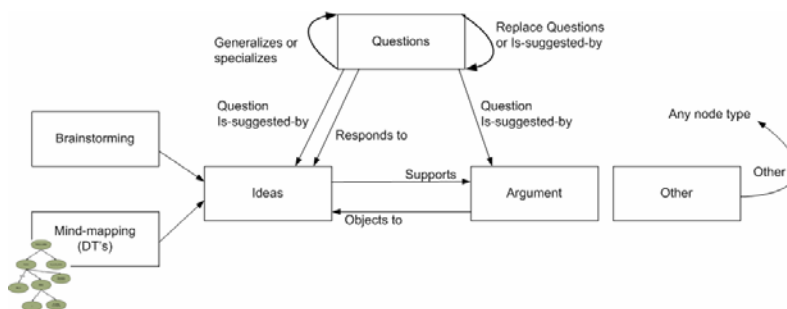 Generalizes or
specializes
Questions
Replace Questions
or Is-suggested-by
Question
Is-suggested-by
Responds to
Question
Is-suggested-by
Any node type
Brainstorming
Ideas
Supports
Objects to
Argument
Other
Other
Mind-mapping
(DT's)